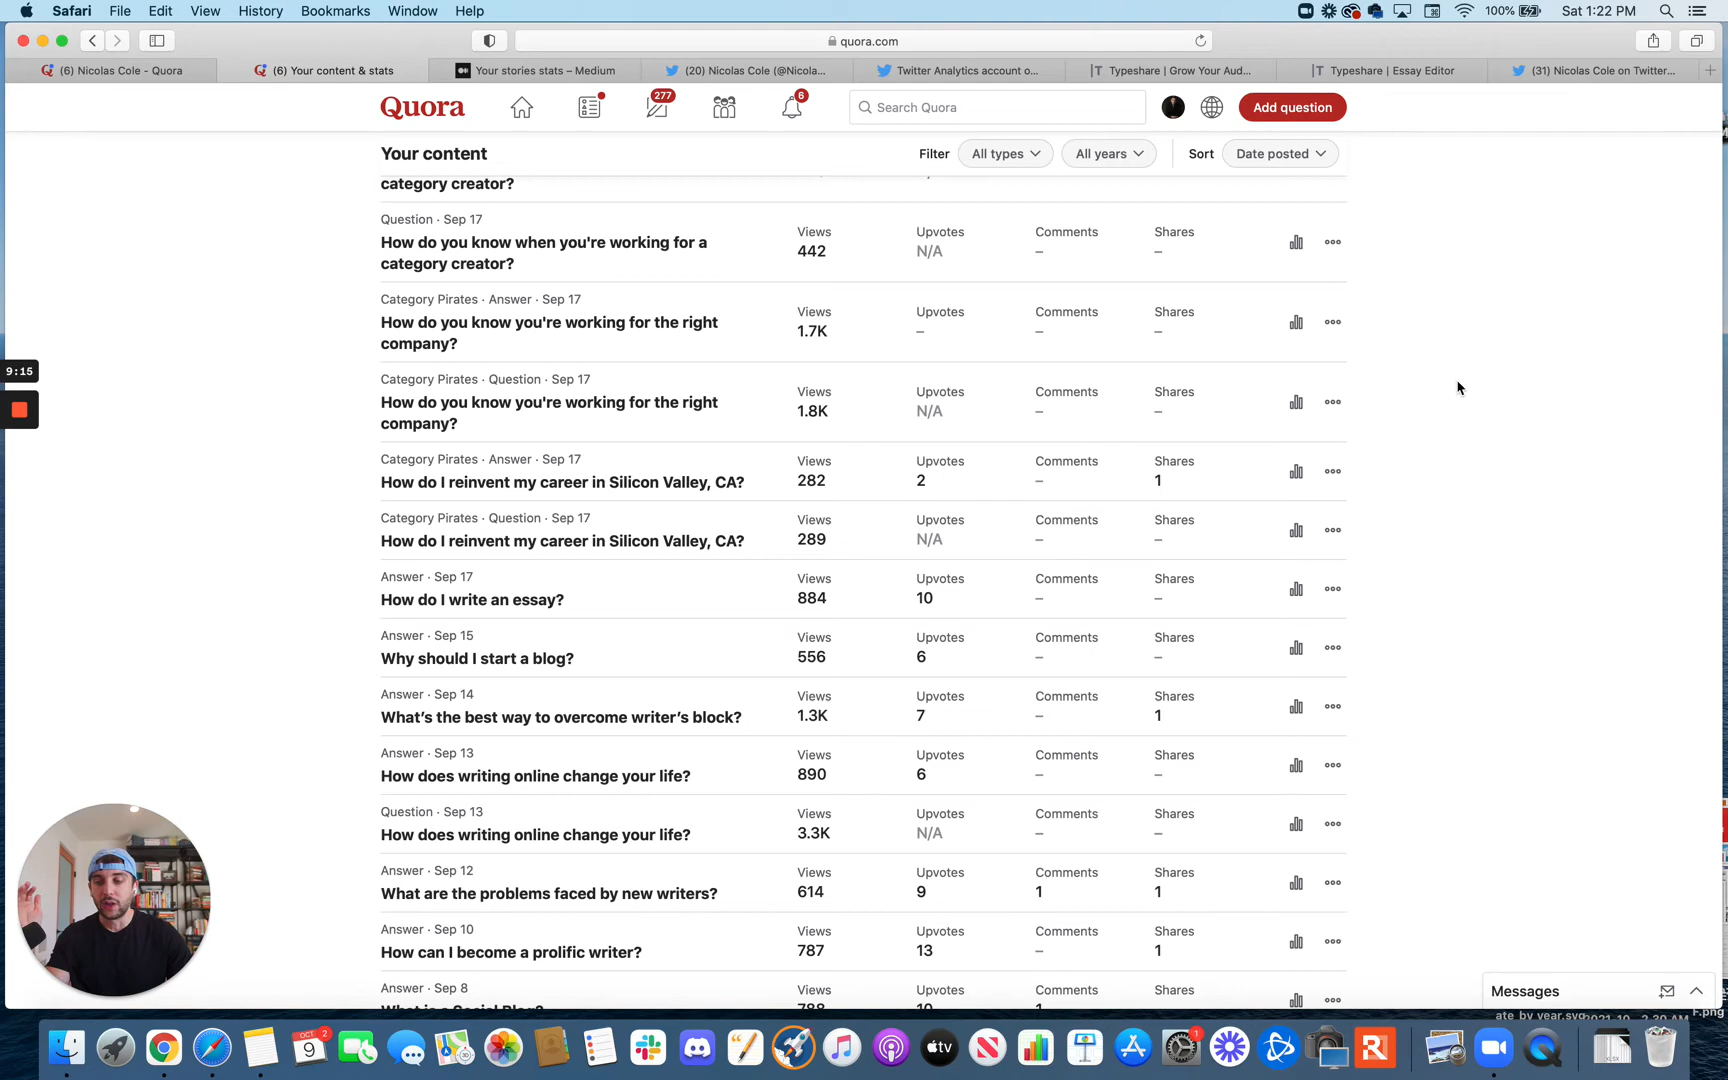 Safari File Edit View History Bookmarks Window Help 100% Sat 1:22 PM
quora.com
(6) Nicolas Cole - Quora (6) Your content & stats Your stories stats – Medium (20) Nicolas Cole (@Nicola... Twitter Analytics account o... Typeshare | Grow Your Aud... Typeshare | Essay Editor (31) Nicolas Cole on Twitter...
Quora 277 6 Search Quora Add question
Your content Filter All types All years Sort Date posted
category creator?
Question · Sep 17
How do you know when you're working for a
category creator?
Views Upvotes Comments Shares
442 N/A – –
Category Pirates · Answer · Sep 17
How do you know you're working for the right
company?
Views Upvotes Comments Shares
1.7K – – –
Category Pirates · Question · Sep 17
How do you know you're working for the right
company?
Views Upvotes Comments Shares
1.8K N/A – –
Category Pirates · Answer · Sep 17
How do I reinvent my career in Silicon Valley, CA?
Views Upvotes Comments Shares
282 2 – 1
Category Pirates · Question · Sep 17
How do I reinvent my career in Silicon Valley, CA?
Views Upvotes Comments Shares
289 N/A – –
Answer · Sep 17
How do I write an essay?
Views Upvotes Comments Shares
884 10 – –
Answer · Sep 15
Why should I start a blog?
Views Upvotes Comments Shares
556 6 – –
Answer · Sep 14
What's the best way to overcome writer's block?
Views Upvotes Comments Shares
1.3K 7 – 1
Answer · Sep 13
How does writing online change your life?
Views Upvotes Comments Shares
890 6 – –
Question · Sep 13
How does writing online change your life?
Views Upvotes Comments Shares
3.3K N/A – –
Answer · Sep 12
What are the problems faced by new writers?
Views Upvotes Comments Shares
614 9 1 1
Answer · Sep 10
How can I become a prolific writer?
Views Upvotes Comments Shares
787 13 – 1
Answer · Sep 8
What is a Social Blog?
Views Upvotes Comments Shares
788 10 1
9:15
Messages
F.png
OCT 2
9
tv
1
R
XLSX